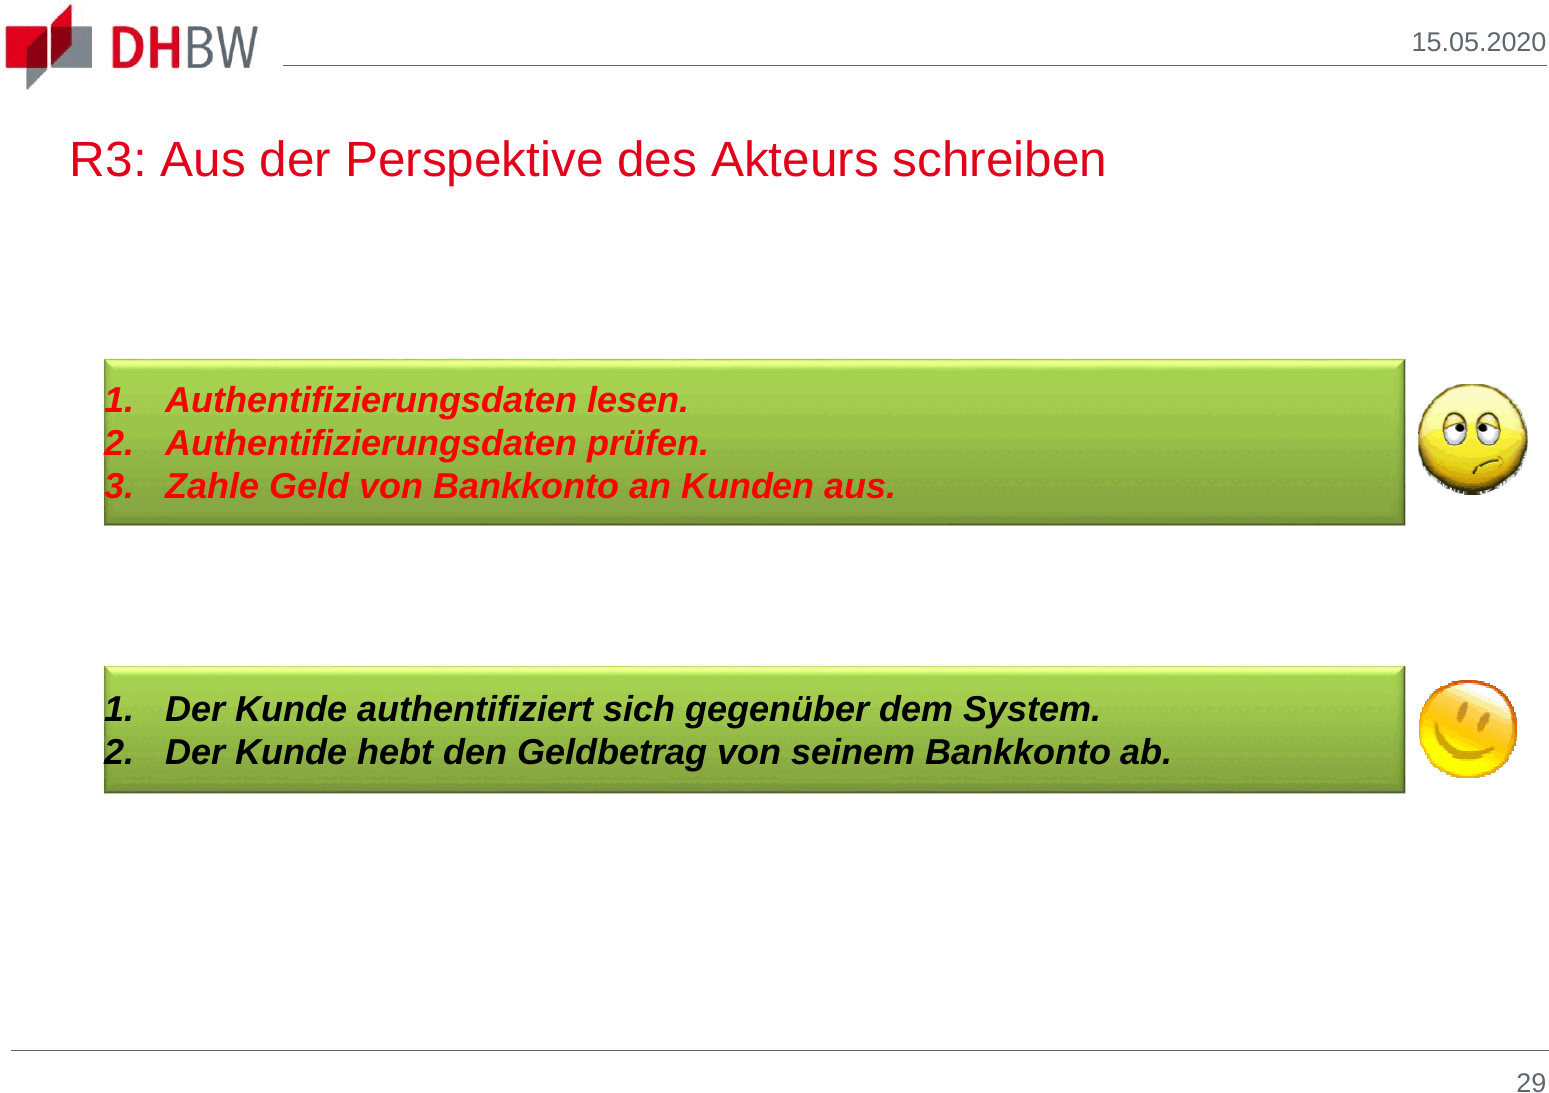 DHBW
15.05.2020
R3: Aus der Perspektive des Akteurs schreiben
1. Authentifizierungsdaten lesen.
2. Authentifizierungsdaten prüfen.
3. Zahle Geld von Bankkonto an Kunden aus.
1. Der Kunde authentifiziert sich gegenüber dem System.
2. Der Kunde hebt den Geldbetrag von seinem Bankkonto ab.
29